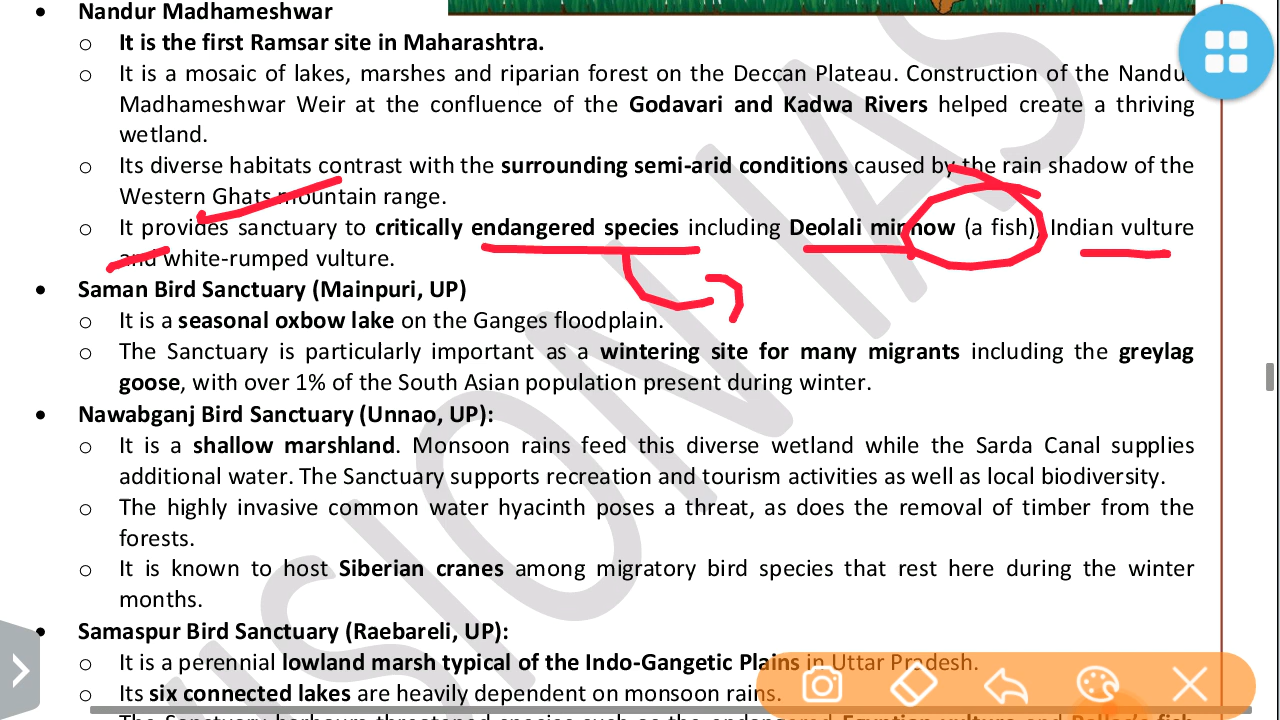 • Nandur Madhameshwar
o It is the first Ramsar site in Maharashtra.
o It is a mosaic of lakes, marshes and riparian forest on the Deccan Plateau. Construction of the Nandur
Madhameshwar Weir at the confluence of the Godavari and Kadwa Rivers helped create a thriving
wetland.
o Its diverse habitats contrast with the surrounding semi-arid conditions caused by the rain shadow of the
Western Ghats mountain range.
o It provides sanctuary to critically endangered species including Deolali minnow (a fish), Indian vulture
and white-rumped vulture.
• Saman Bird Sanctuary (Mainpuri, UP)
o It is a seasonal oxbow lake on the Ganges floodplain.
o The Sanctuary is particularly important as a wintering site for many migrants including the greylag
goose, with over 1% of the South Asian population present during winter.
• Nawabganj Bird Sanctuary (Unnao, UP):
o It is a shallow marshland. Monsoon rains feed this diverse wetland while the Sarda Canal supplies
additional water. The Sanctuary supports recreation and tourism activities as well as local biodiversity.
o The highly invasive common water hyacinth poses a threat, as does the removal of timber from the
forests.
o It is known to host Siberian cranes among migratory bird species that rest here during the winter
months.
• Samaspur Bird Sanctuary (Raebareli, UP):
o It is a perennial lowland marsh typical of the Indo-Gangetic Plains in Uttar Pradesh.
o Its six connected lakes are heavily dependent on monsoon rains.
VISION IAS